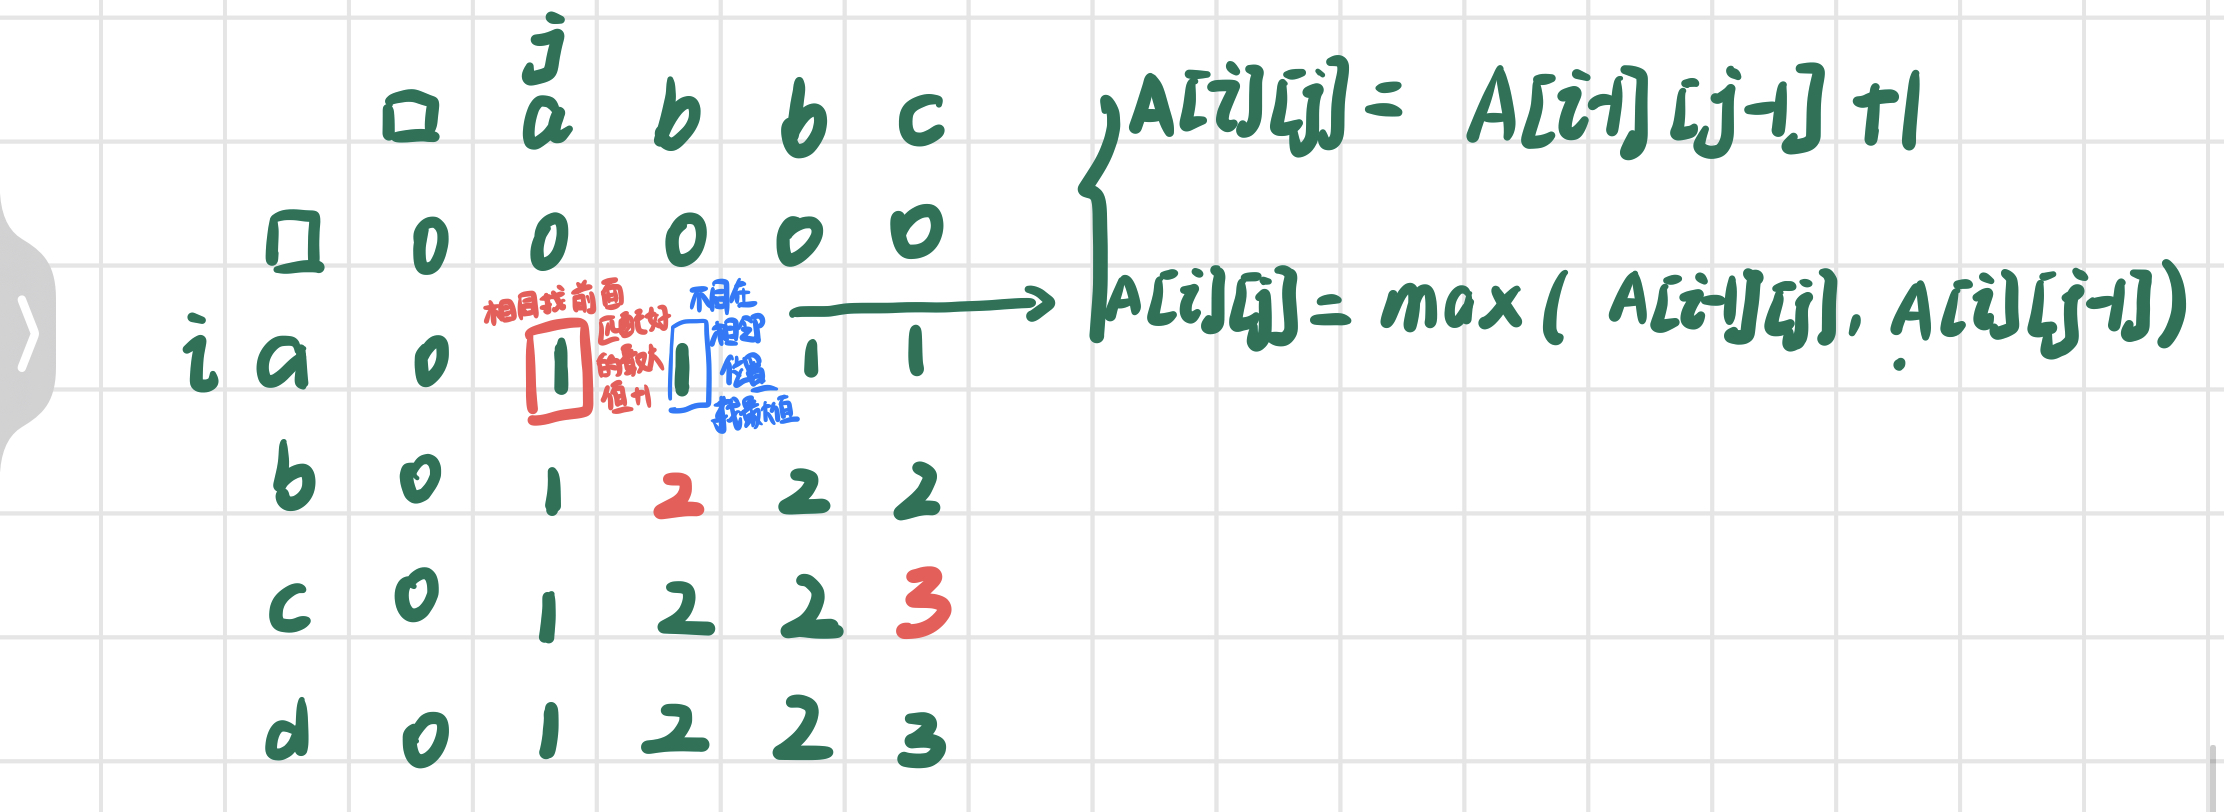 j
□ a b b c
A[i][j] = A[i-1][j-1] +1
□ 0 0 0 0 0
相同找前面
匹配好
的最大
值+1
不同在
相邻
位置
找最大值
A[i][j] = max( A[i-1][j], A[i][j-1])
i a 0 1 1 1 1
b 0 1 2 2 2
c 0 1 2 2 3
d 0 1 2 2 3